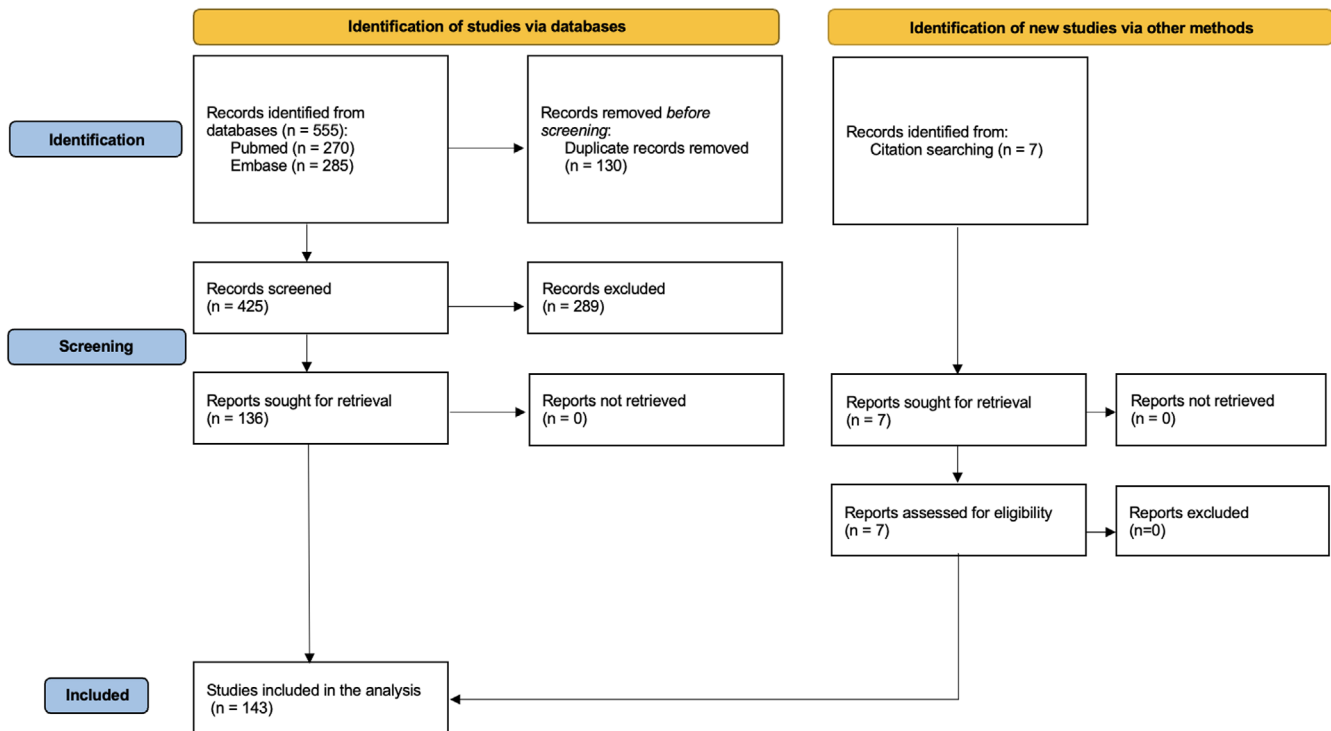 Identification of studies via databases
Identification of new studies via other methods
Identification
Records identified from
databases (n = 555):
Pubmed (n = 270)
Embase (n = 285)
Records removed before
screening:
Duplicate records removed
(n = 130)
Records identified from:
Citation searching (n = 7)
Screening
Records screened
(n = 425)
Records excluded
(n = 289)
Reports sought for retrieval
(n = 136)
Reports not retrieved
(n = 0)
Reports sought for retrieval
(n = 7)
Reports not retrieved
(n = 0)
Reports assessed for eligibility
(n = 7)
Reports excluded
(n=0)
Included
Studies included in the analysis
(n = 143)